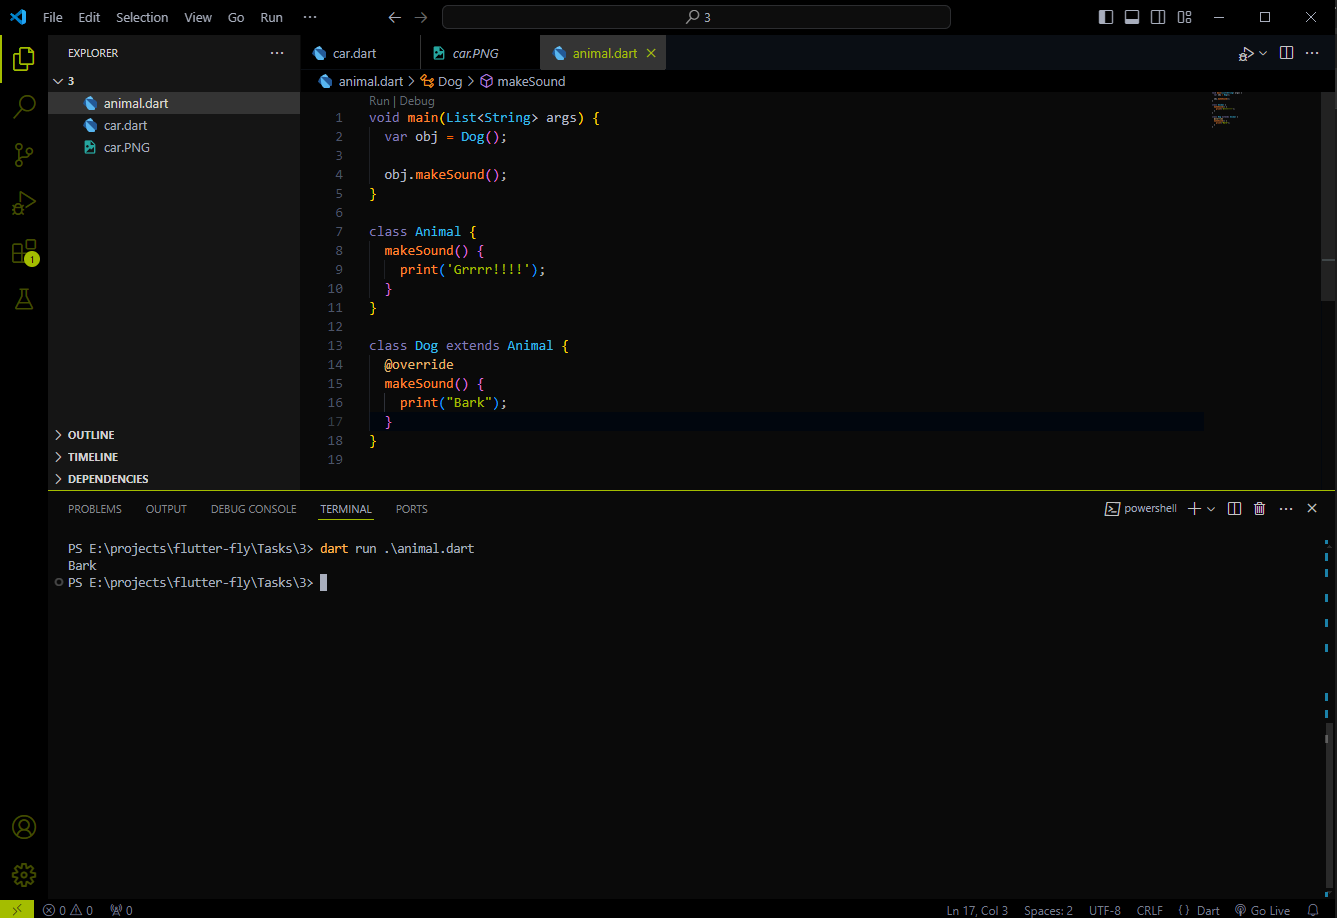 File Edit Selection View Go Run ··· 3
EXPLORER ···
3
animal.dart
car.dart
car.PNG
OUTLINE
TIMELINE
DEPENDENCIES
car.dart car.PNG animal.dart
animal.dart > Dog > makeSound
Run | Debug
1 void main(List<String> args) {
2 var obj = Dog();
3
4 obj.makeSound();
5 }
6
7 class Animal {
8 makeSound() {
9 print('Grrrr!!!!');
10 }
11 }
12
13 class Dog extends Animal {
14 @override
15 makeSound() {
16 print("Bark");
17 }
18 }
19
1
PROBLEMS OUTPUT DEBUG CONSOLE TERMINAL PORTS powershell
PS E:\projects\flutter-fly\Tasks\3> dart run .\animal.dart
Bark
PS E:\projects\flutter-fly\Tasks\3>
0 0 0 Ln 17, Col 3 Spaces: 2 UTF-8 CRLF { } Dart Go Live